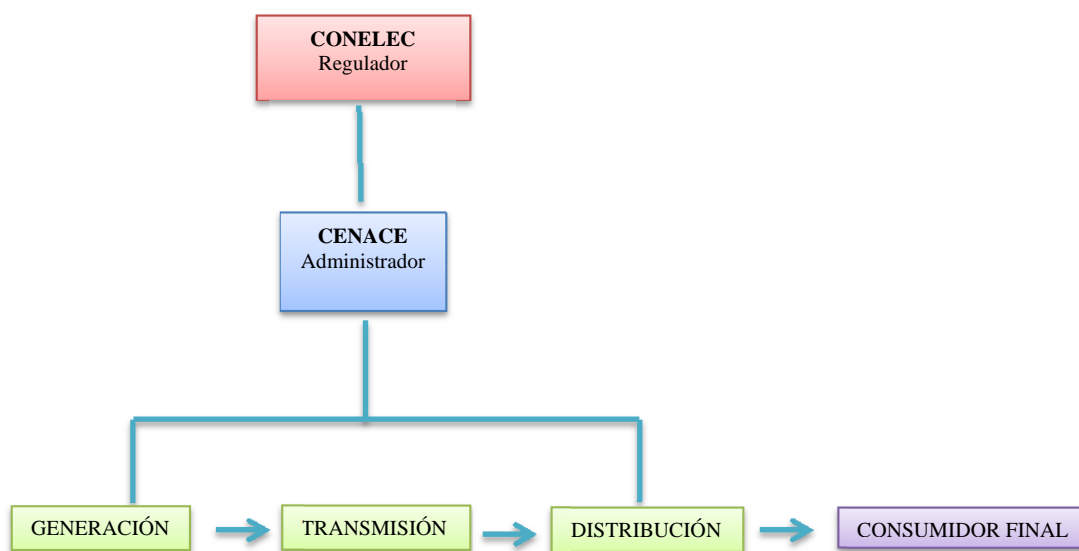 CONELEC
Regulador
CENACE
Administrador
GENERACIÓN
TRANSMISIÓN
DISTRIBUCIÓN
CONSUMIDOR FINAL